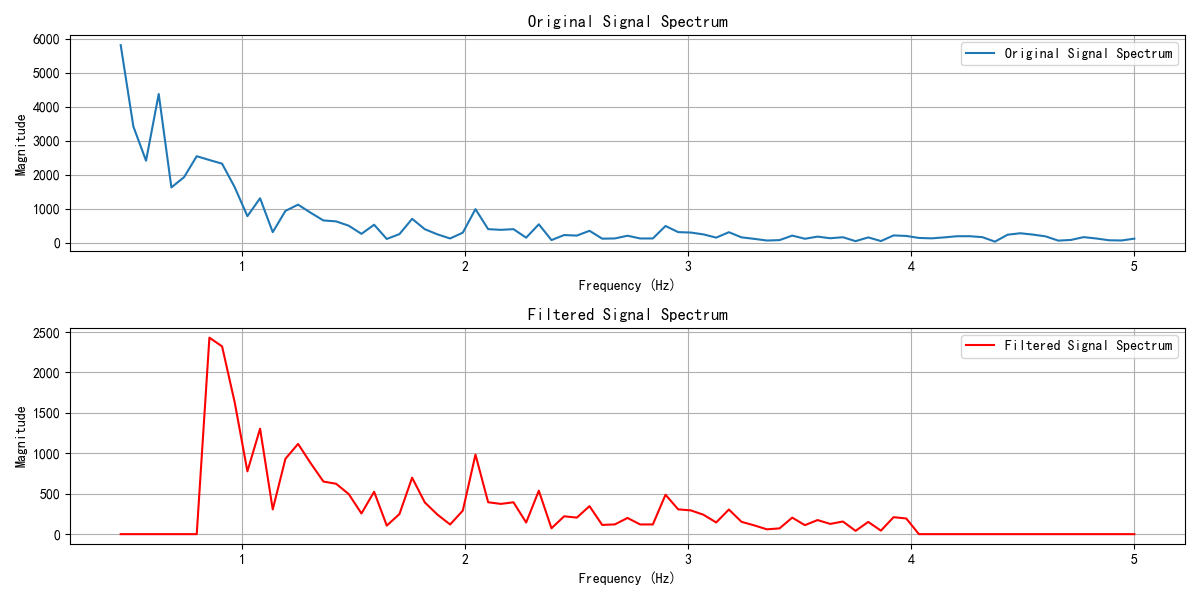 Original Signal Spectrum
6000
5000
4000
3000
2000
1000
0
Magnitude
Original Signal Spectrum
1 2 3 4 5
Frequency (Hz)
Filtered Signal Spectrum
2500
2000
1500
1000
500
0
Magnitude
Filtered Signal Spectrum
1 2 3 4 5
Frequency (Hz)